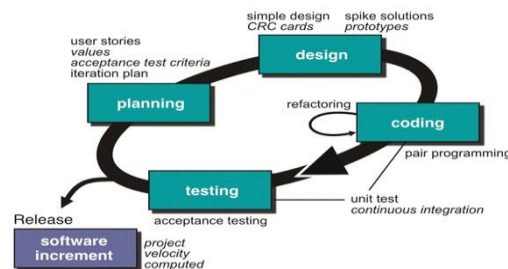 simple design
CRC cards
spike solutions
prototypes
user stories
values
acceptance test criteria
iteration plan
design
planning
refactoring
coding
pair programming
testing
acceptance testing
unit test
continuous integration
Release
software
increment
project
velocity
computed